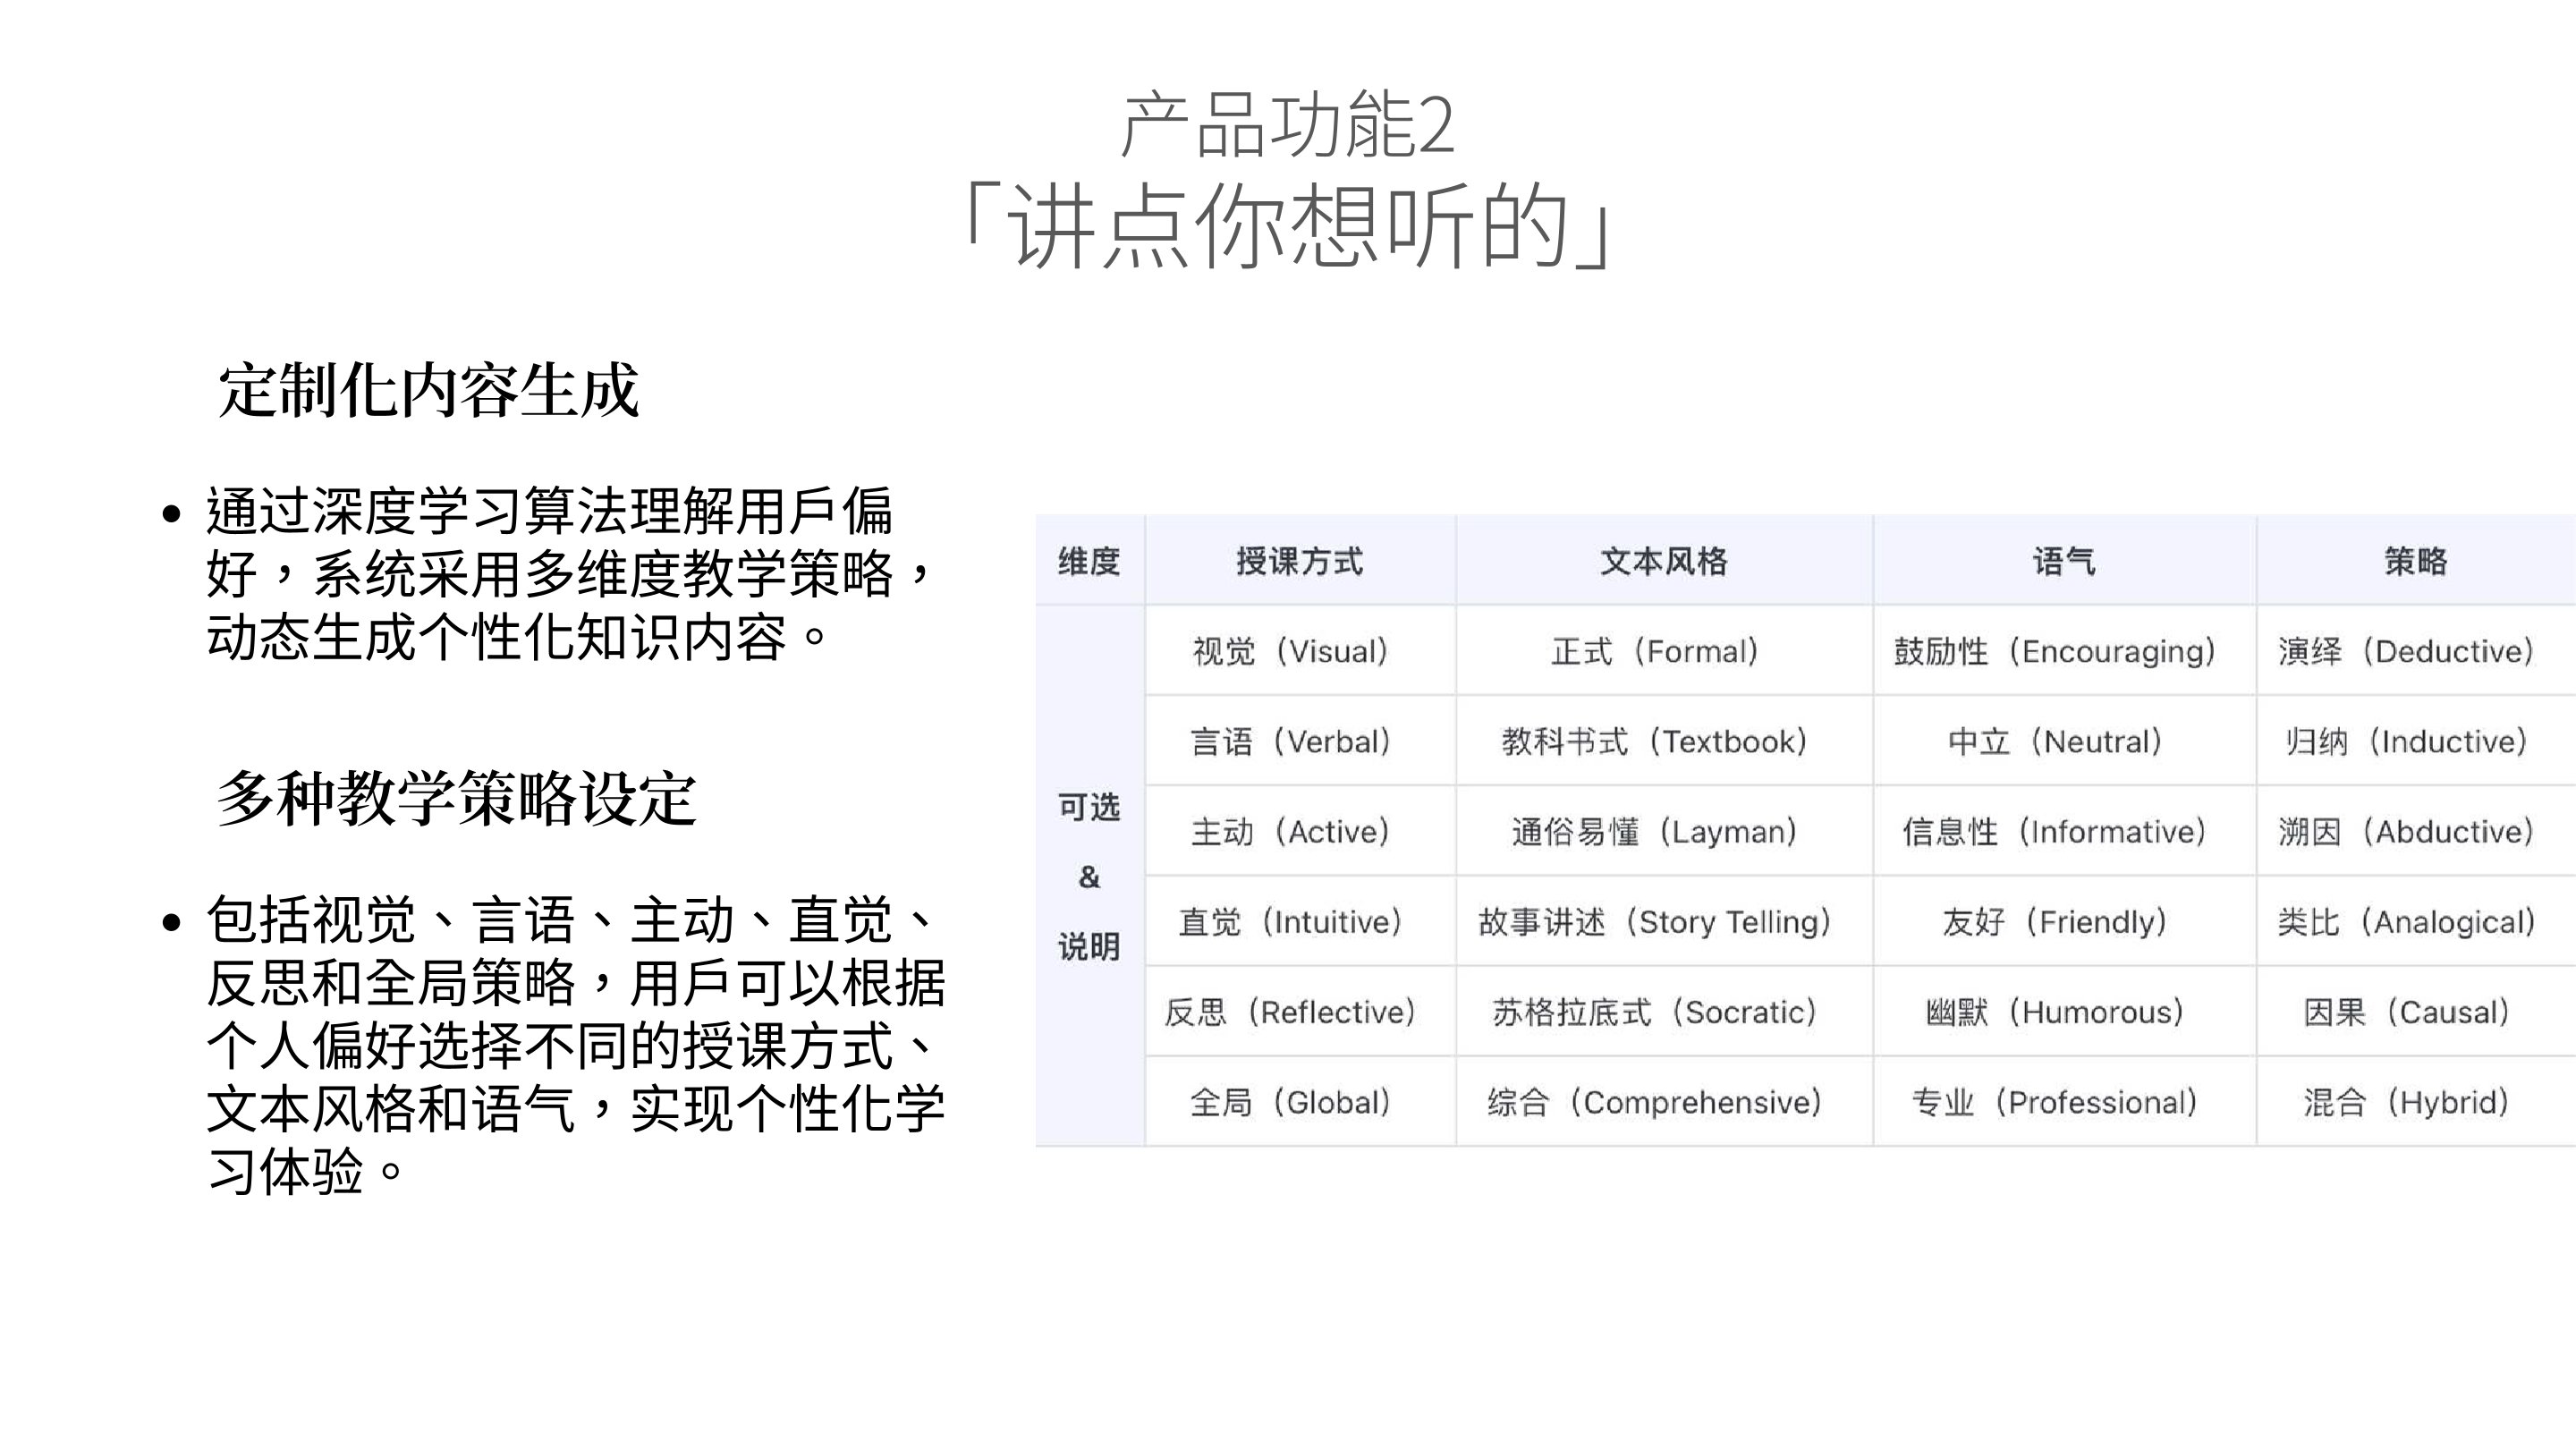 产品功能2
「讲点你想听的」
定制化内容生成
• 通过深度学习算法理解用戶偏
好，系统采用多维度教学策略，
动态生成个性化知识内容。
多种教学策略设定
• 包括视觉、言语、主动、直觉、
反思和全局策略，用戶可以根据
个人偏好选择不同的授课方式、
文本风格和语气，实现个性化学
习体验。
维度 授课方式 文本风格 语气 策略
可选
&
说明
视觉（Visual） 正式（Formal） 鼓励性（Encouraging） 演绎（Deductive）
言语（Verbal） 教科书式（Textbook） 中立（Neutral） 归纳（Inductive）
主动（Active） 通俗易懂（Layman） 信息性（Informative） 溯因（Abductive）
直觉（Intuitive） 故事讲述（Story Telling） 友好（Friendly） 类比（Analogical）
反思（Reflective） 苏格拉底式（Socratic） 幽默（Humorous） 因果（Causal）
全局（Global） 综合（Comprehensive） 专业（Professional） 混合（Hybrid）